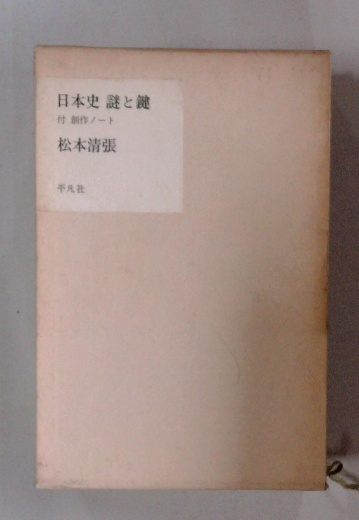 日本史 謎と鍵
付 創作ノート
松本清張
平凡社